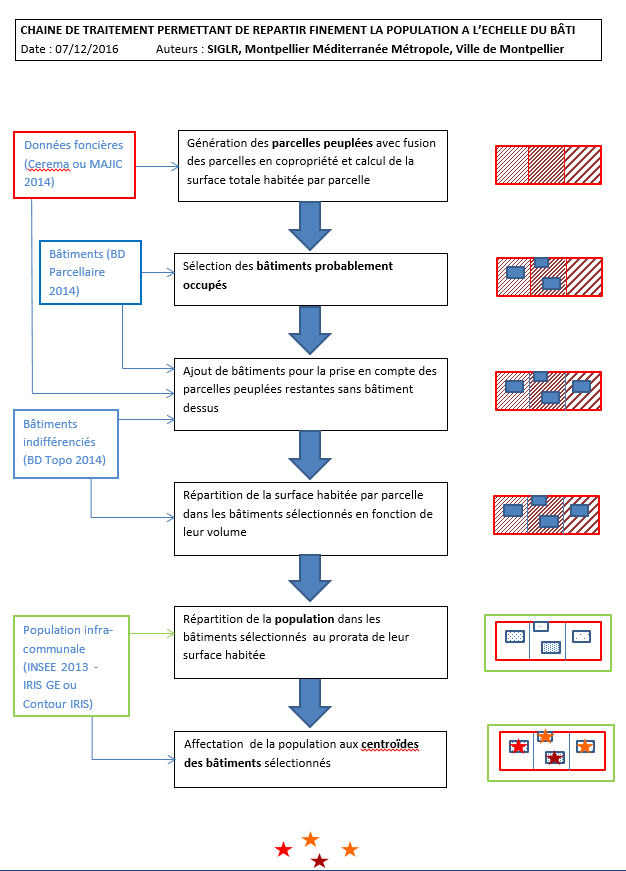 CHAINE DE TRAITEMENT PERMETTANT DE REPARTIR FINEMENT LA POPULATION A L'ECHELLE DU BÂTI
Date : 07/12/2016 Auteurs : SIGLR, Montpellier Méditerranée Métropole, Ville de Montpellier
Données foncières
(Cerema ou MAJIC
2014)
Génération des parcelles peuplées avec fusion
des parcelles en copropriété et calcul de la
surface totale habitée par parcelle
Bâtiments (BD
Parcellaire
2014)
Sélection des bâtiments probablement
occupés
Ajout de bâtiments pour la prise en compte des
parcelles peuplées restantes sans bâtiment
dessus
Bâtiments
indifférenciés
(BD Topo 2014)
Répartition de la surface habitée par parcelle
dans les bâtiments sélectionnés en fonction de
leur volume
Population infra-
communale
(INSEE 2013 -
IRIS GE ou
Contour IRIS)
Répartition de la population dans les
bâtiments sélectionnés au prorata de leur
surface habitée
Affectation de la population aux centroïdes
des bâtiments sélectionnés